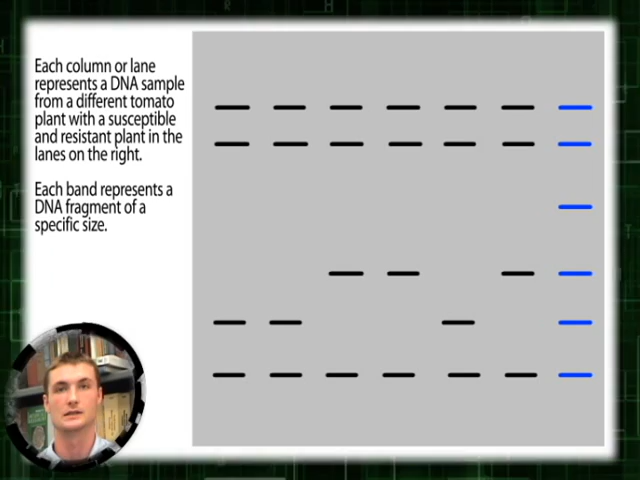 Each column or lane
represents a DNA sample
from a different tomato
plant with a susceptible
and resistant plant in the
lanes on the right.
Each band represents a
DNA fragment of a
specific size.